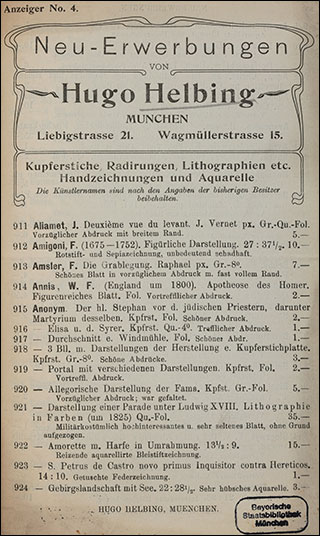 Anzeiger No. 4.
Neu-Erwerbungen
VON
Hugo Helbing
MÜNCHEN
Liebigstrasse 21. Wagmüllerstrasse 15.
Kupferstiche, Radirungen, Lithographien etc.
Handzeichnungen und Aquarelle
Die Künstlernamen sind nach den Angaben der bisherigen Besitzer
beibehalten.
911 Aliamet, J. Deuxième vue du levant. J. Vernet px. Gr.-Qu.-Fol.
Vorzüglicher Abdruck mit breitem Rand.
912 Amigoni, F. (1675—1752). Figürliche Darstellung. 27 : 37½. 10.—
Rotstift- und Sepiazeichnung, unbedeutend schadhaft.
913 Amsler, F. Die Grablegung. Raphael px. Gr.-8º. 7.—
Schönes Blatt in vorzüglichem Abdruck m. fast vollem Rand.
914 Annis, W. F. (England um 1800). Apotheose des Homer.
Figurenreiches Blatt. Fol. Vortrefflicher Abdruck. 2.—
915 Anonym. Der hl. Stephan vor d. jüdischen Priestern, darunter
Martyrium desselben. Kpfrst. Fol. Schöner Abdruck. 2.—
916 — Elisa u. d. Syrer. Kpfrst. Qu.-4º. Trefflicher Abdruck. 1.—
917 — Durchschnitt e. Windmühle. Fol. Schönes Abdr. 1.—
918 — 3 Bll. m. Darstellungen der Herstellung e. Kupferstichplatte.
Kpfrst. Gr.-8º. Schöne Abdrücke. 3.—
919 — Portal mit verschiedenen Darstellungen. Kpfrst. Fol. 2.—
Vortreffl. Abdruck.
920 — Allegorische Darstellung der Fama. Kpfst. Gr.-Fol. 5.—
Vorzüglicher Abdruck; war gefaltet.
921 — Darstellung einer Parade unter Ludwig XVIII. Lithographie
in Farben (um 1825) Qu.-Fol. 35.—
Militärkostümlich hochinteressantes u. sehr seltenes Blatt, ohne Grund
aufgezogen.
922 — Amorette m. Harfe in Umrahmung. 13½ : 9. 15.—
Reizende aquarellirte Bleistiftzeichnung.
923 — S. Petrus de Castro novo primus Inquisitor contra Hereticos.
14 : 10. Getuschte Federzeichnung. 1.—
924 — Gebirgslandschaft mit See. 22 : 28½. Sehr hübsches Aquarelle. 3.—
HUGO HELBING, MUENCHEN.
Bayerische
Staatsbibliothek
München